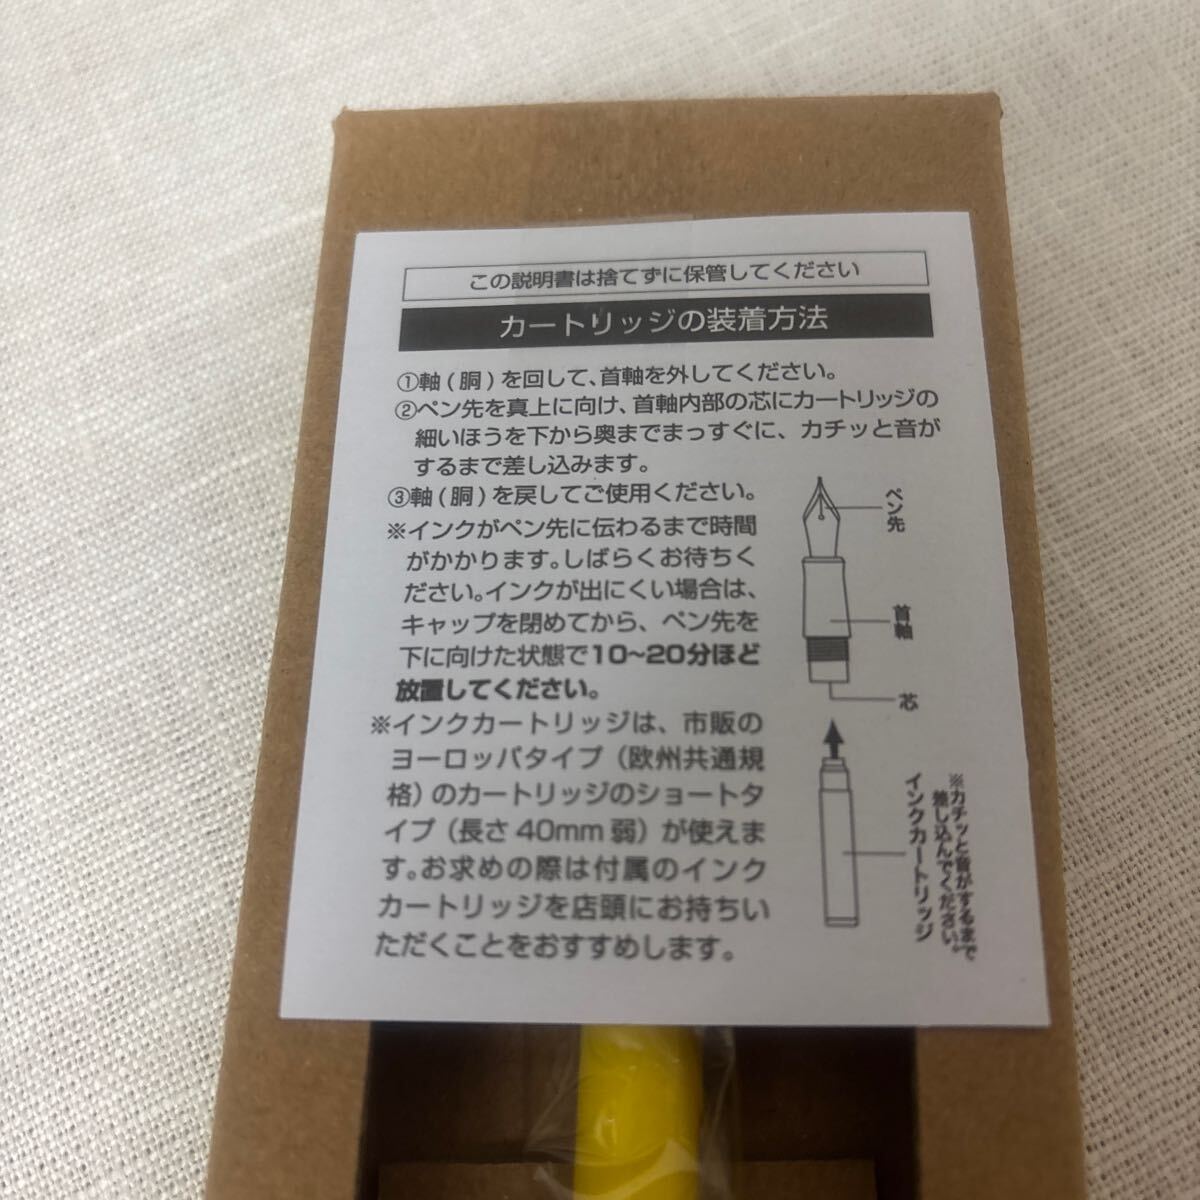 この説明書は捨てずに保管してください
カートリッジの装着方法
①軸(胴)を回して、首軸を外してください。
②ペン先を真上に向け、首軸内部の芯にカートリッジの
細いほうを下から奥までまっすぐに、カチッと音が
するまで差し込みます。
③軸(胴)を戻してご使用ください。
※インクがペン先に伝わるまで時間
がかかります。しばらくお待ちく
ださい。インクが出にくい場合は、
キャップを閉めてから、ペン先を
下に向けた状態で10~20分ほど
放置してください。
※インクカートリッジは、市販の
ヨーロッパタイプ(欧州共通規
格)のカートリッジのショートタ
イプ(長さ40mm弱)が使えま
す。お求めの際は付属のインク
カートリッジを店頭にお持ちい
ただくことをおすすめします。
ペン先
首軸
芯
※カチッと音がするまで
差し込んでください。
インクカートリッジ